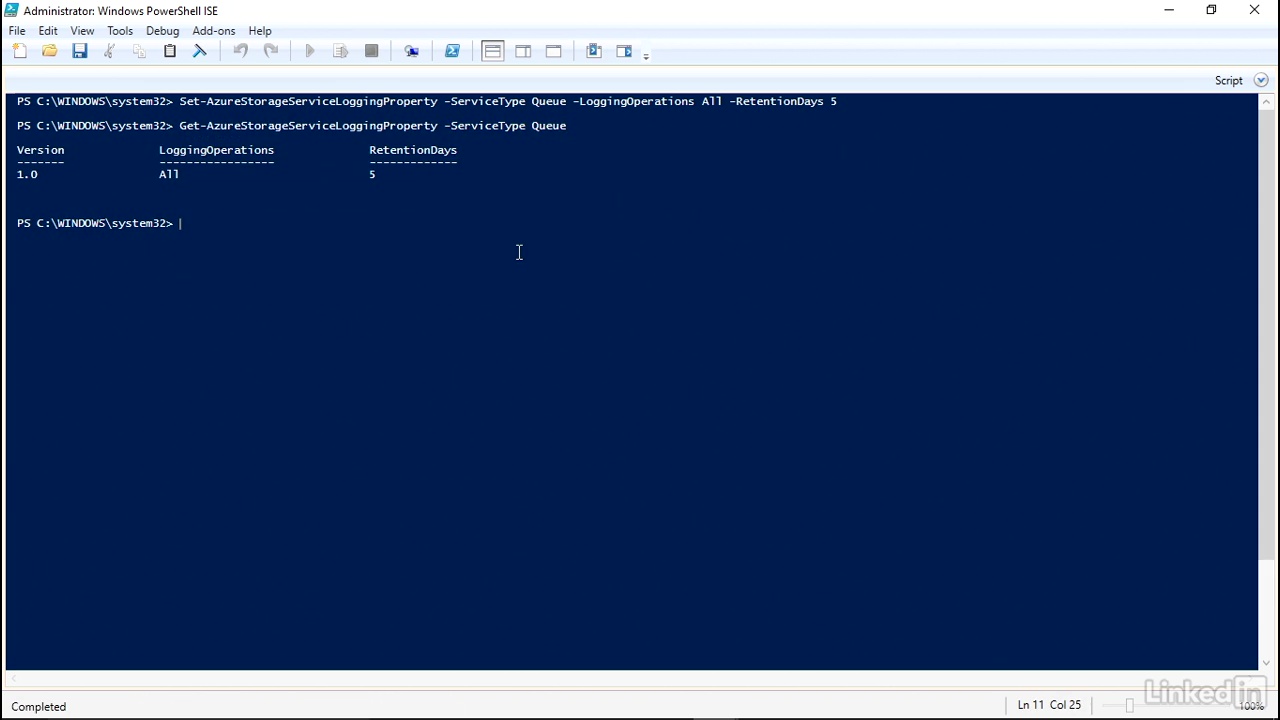 Administrator: Windows PowerShell ISE
File Edit View Tools Debug Add-ons Help
Script
PS C:\WINDOWS\system32> Set-AzureStorageServiceLoggingProperty -ServiceType Queue -LoggingOperations All -RetentionDays 5
PS C:\WINDOWS\system32> Get-AzureStorageServiceLoggingProperty -ServiceType Queue
Version LoggingOperations RetentionDays
------- ----------------- -------------
1.0 All 5
PS C:\WINDOWS\system32>
Linked in
Completed Ln 11 Col 25 100%